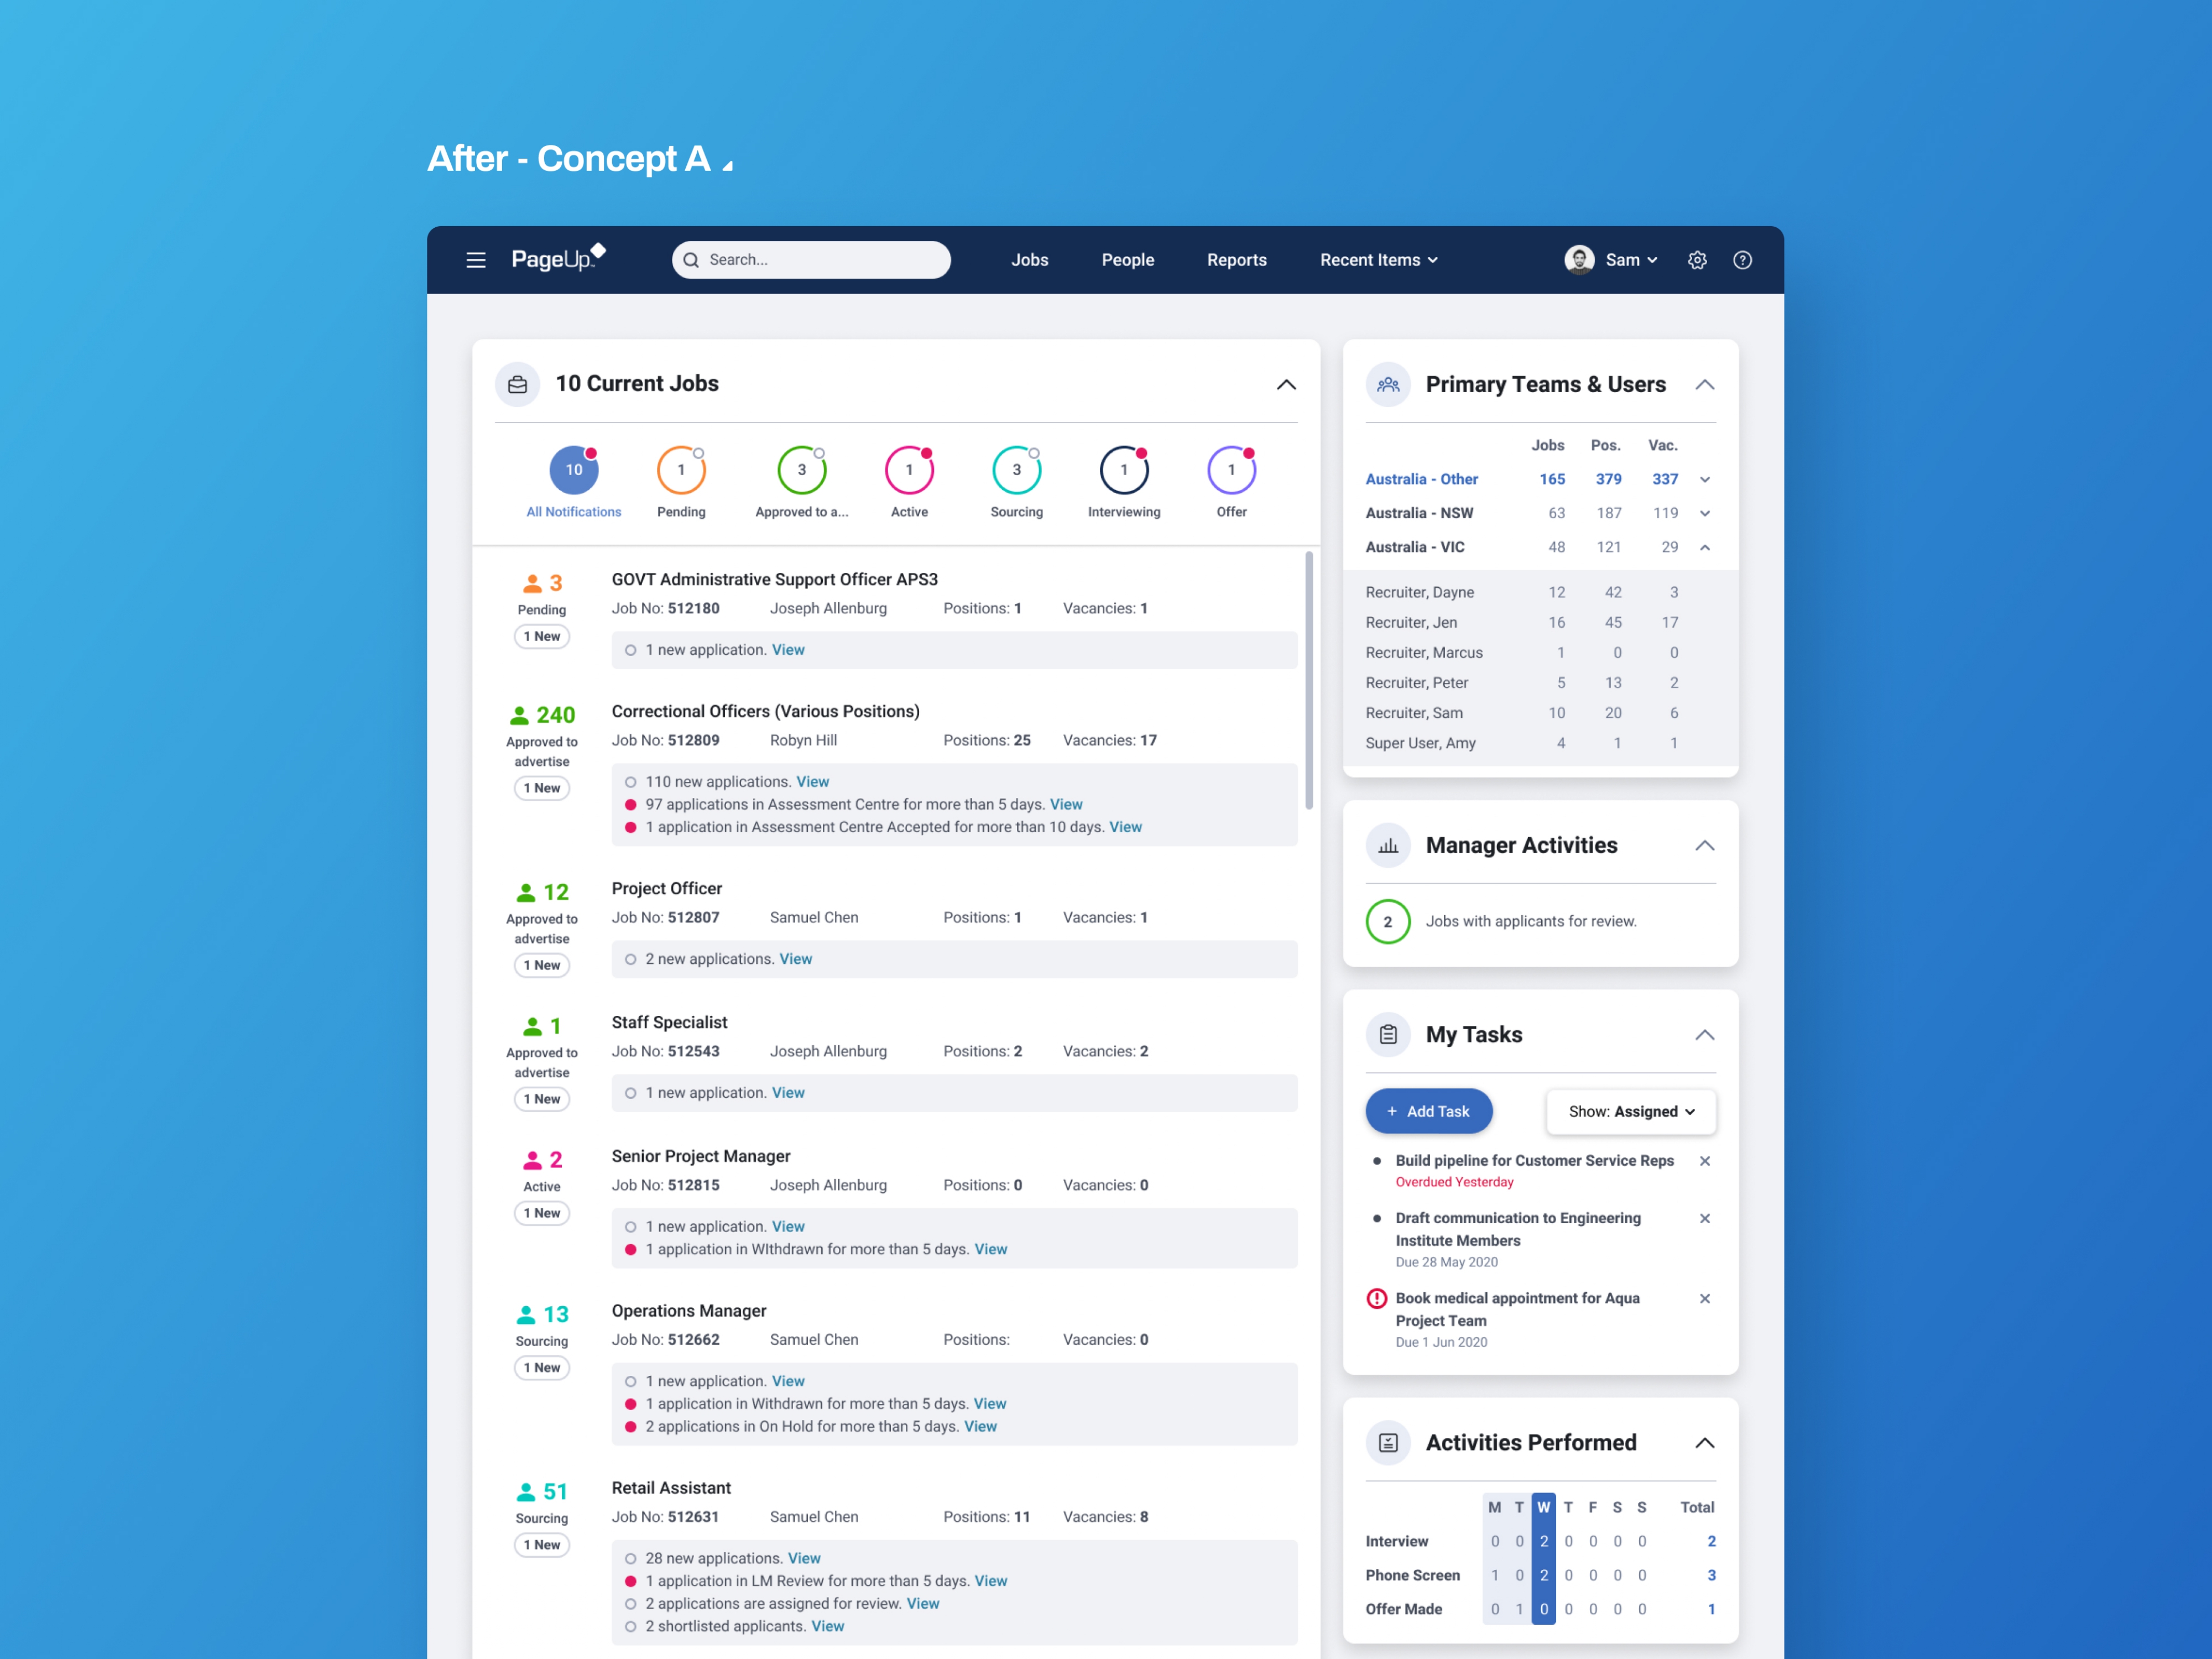 After - Concept A
PageUp
Search...
Jobs
People
Reports
Recent Items
Sam
10 Current Jobs
10
1
3
1
3
1
1
All Notifications
Pending
Approved to a...
Active
Sourcing
Interviewing
Offer
3
Pending
1 New
GOVT Administrative Support Officer APS3
Job No: 512180 Joseph Allenburg Positions: 1 Vacancies: 1
1 new application. View
240
Approved to
advertise
1 New
Correctional Officers (Various Positions)
Job No: 512809 Robyn Hill Positions: 25 Vacancies: 17
110 new applications. View
97 applications in Assessment Centre for more than 5 days. View
1 application in Assessment Centre Accepted for more than 10 days. View
12
Approved to
advertise
1 New
Project Officer
Job No: 512807 Samuel Chen Positions: 1 Vacancies: 1
2 new applications. View
1
Approved to
advertise
1 New
Staff Specialist
Job No: 512543 Joseph Allenburg Positions: 2 Vacancies: 2
1 new application. View
2
Active
1 New
Senior Project Manager
Job No: 512815 Joseph Allenburg Positions: 0 Vacancies: 0
1 new application. View
1 application in WIthdrawn for more than 5 days. View
13
Sourcing
1 New
Operations Manager
Job No: 512662 Samuel Chen Positions: Vacancies: 0
1 new application. View
1 application in Withdrawn for more than 5 days. View
2 applications in On Hold for more than 5 days. View
51
Sourcing
1 New
Retail Assistant
Job No: 512631 Samuel Chen Positions: 11 Vacancies: 8
28 new applications. View
1 application in LM Review for more than 5 days. View
2 applications are assigned for review. View
2 shortlisted applicants. View
Primary Teams & Users
Jobs Pos. Vac.
Australia - Other 165 379 337
Australia - NSW 63 187 119
Australia - VIC 48 121 29
Recruiter, Dayne 12 42 3
Recruiter, Jen 16 45 17
Recruiter, Marcus 1 0 0
Recruiter, Peter 5 13 2
Recruiter, Sam 10 20 6
Super User, Amy 4 1 1
Manager Activities
2 Jobs with applicants for review.
My Tasks
+ Add Task
Show: Assigned
Build pipeline for Customer Service Reps
Overdued Yesterday
Draft communication to Engineering
Institute Members
Due 28 May 2020
Book medical appointment for Aqua
Project Team
Due 1 Jun 2020
Activities Performed
M T W T F S S Total
Interview 0 0 2 0 0 0 0 2
Phone Screen 1 0 2 0 0 0 0 3
Offer Made 0 1 0 0 0 0 0 1